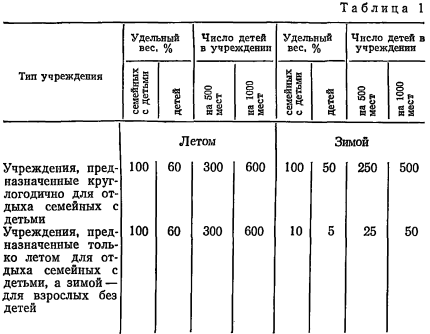 Таблица 1
Тип учреждения
Удельный вес, %
Число детей в учреждении
Удельный вес, %
Число детей в учреждении
семейных с детьми
детей
на 500 мест
на 1000 мест
семейных с детьми
детей
на 500 мест
на 1000 мест
Летом Зимой
Учреждения, пред- 100 60 300 600 100 50 250 500
назначенные круг-
логодично для от-
дыха семейных с
детьми
Учреждения, пред- 100 60 300 600 10 5 25 50
назначенные толь-
ко летом для от-
дыха семейных с
детьми, а зимой —
для взрослых без
детей